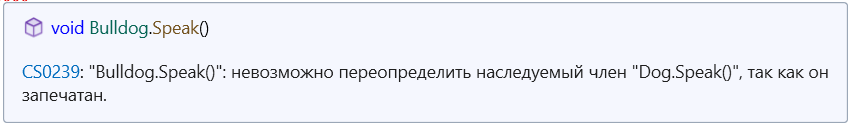 void Bulldog.Speak()
CS0239: "Bulldog.Speak()": невозможно переопределить наследуемый член "Dog.Speak()", так как он
запечатан.